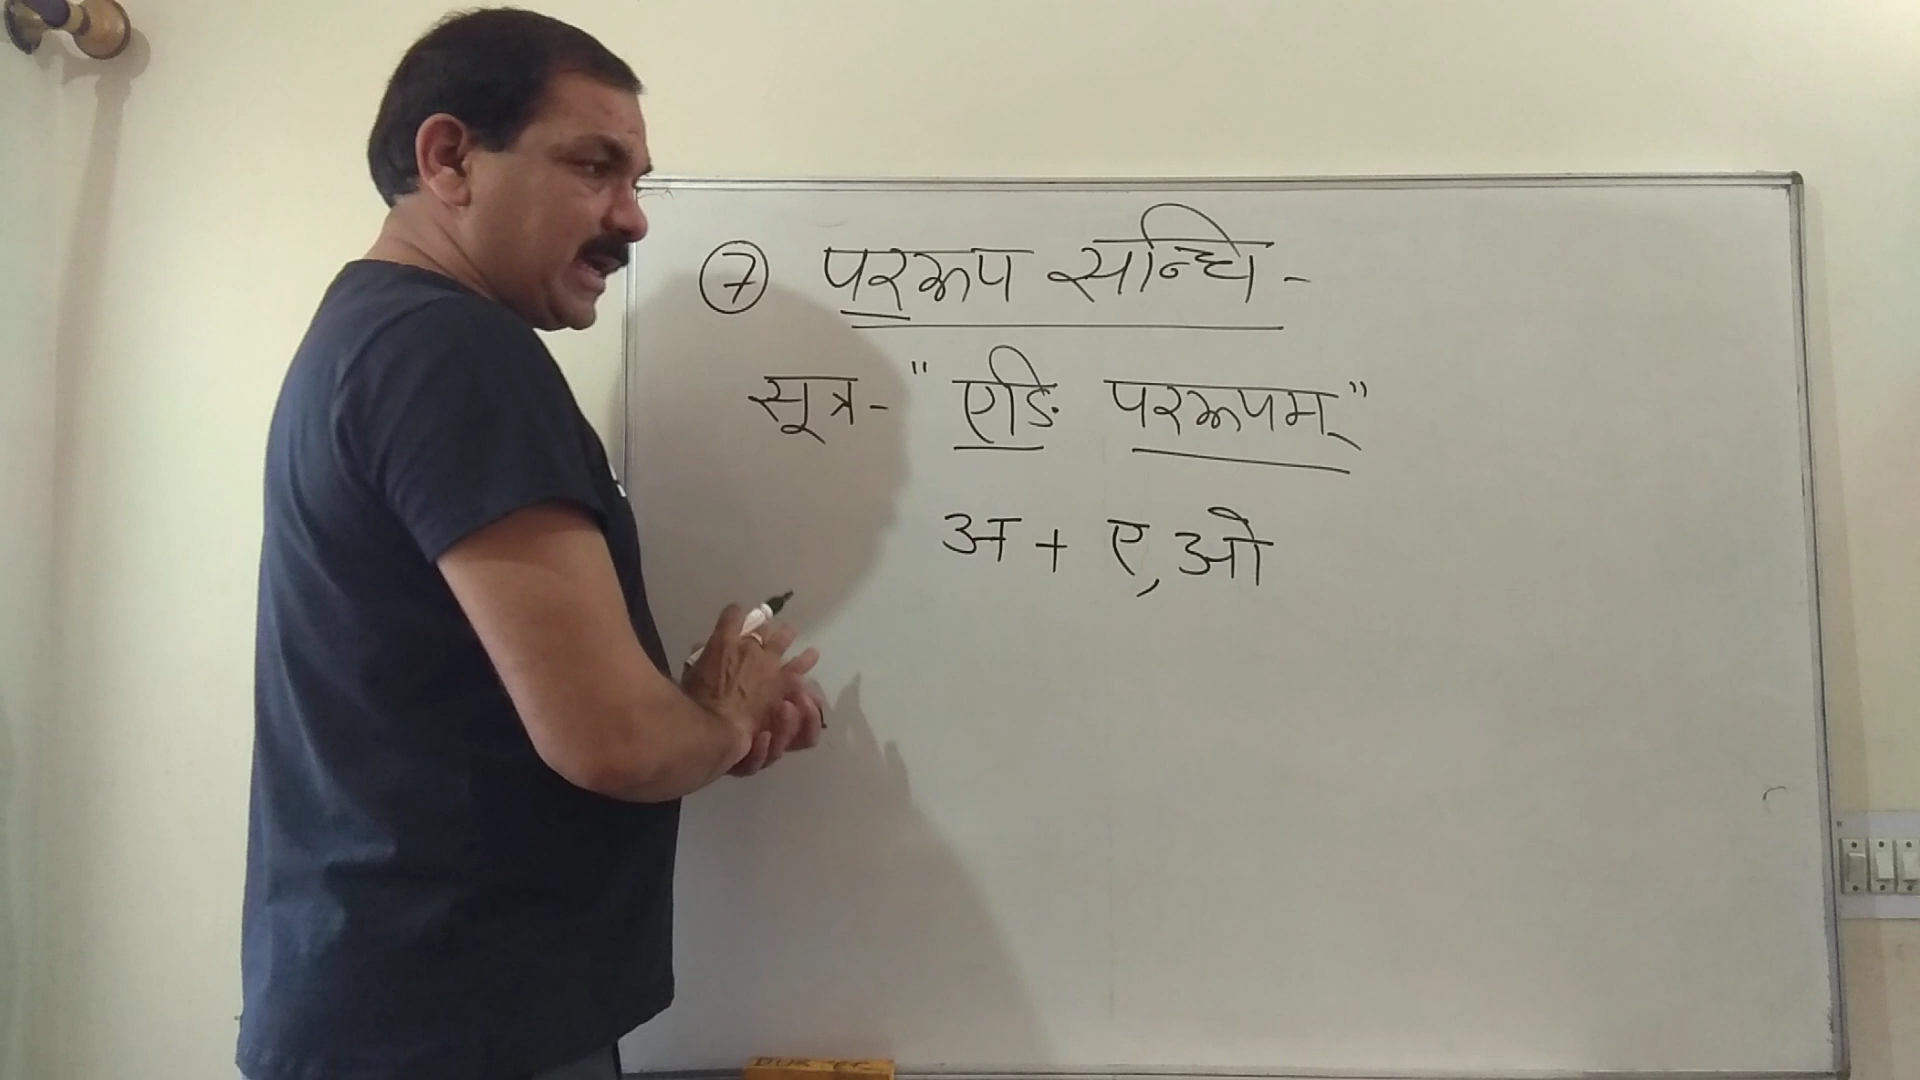 7 पररूप सन्धि -
सूत्र - " एङि पररूपम् "
अ + ए, ओ